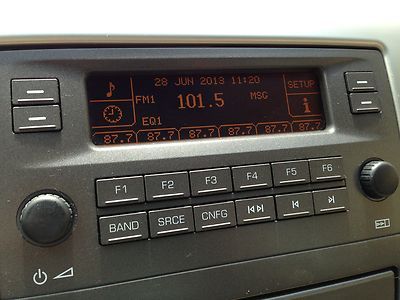 28 JUN 2013 11:20
SETUP
FM1 101.5 MSG
i
EQ1
87.7 87.7 87.7 87.7 87.7 87.7
F1 F2 F3 F4 F5 F6
BAND SRCE CNFG